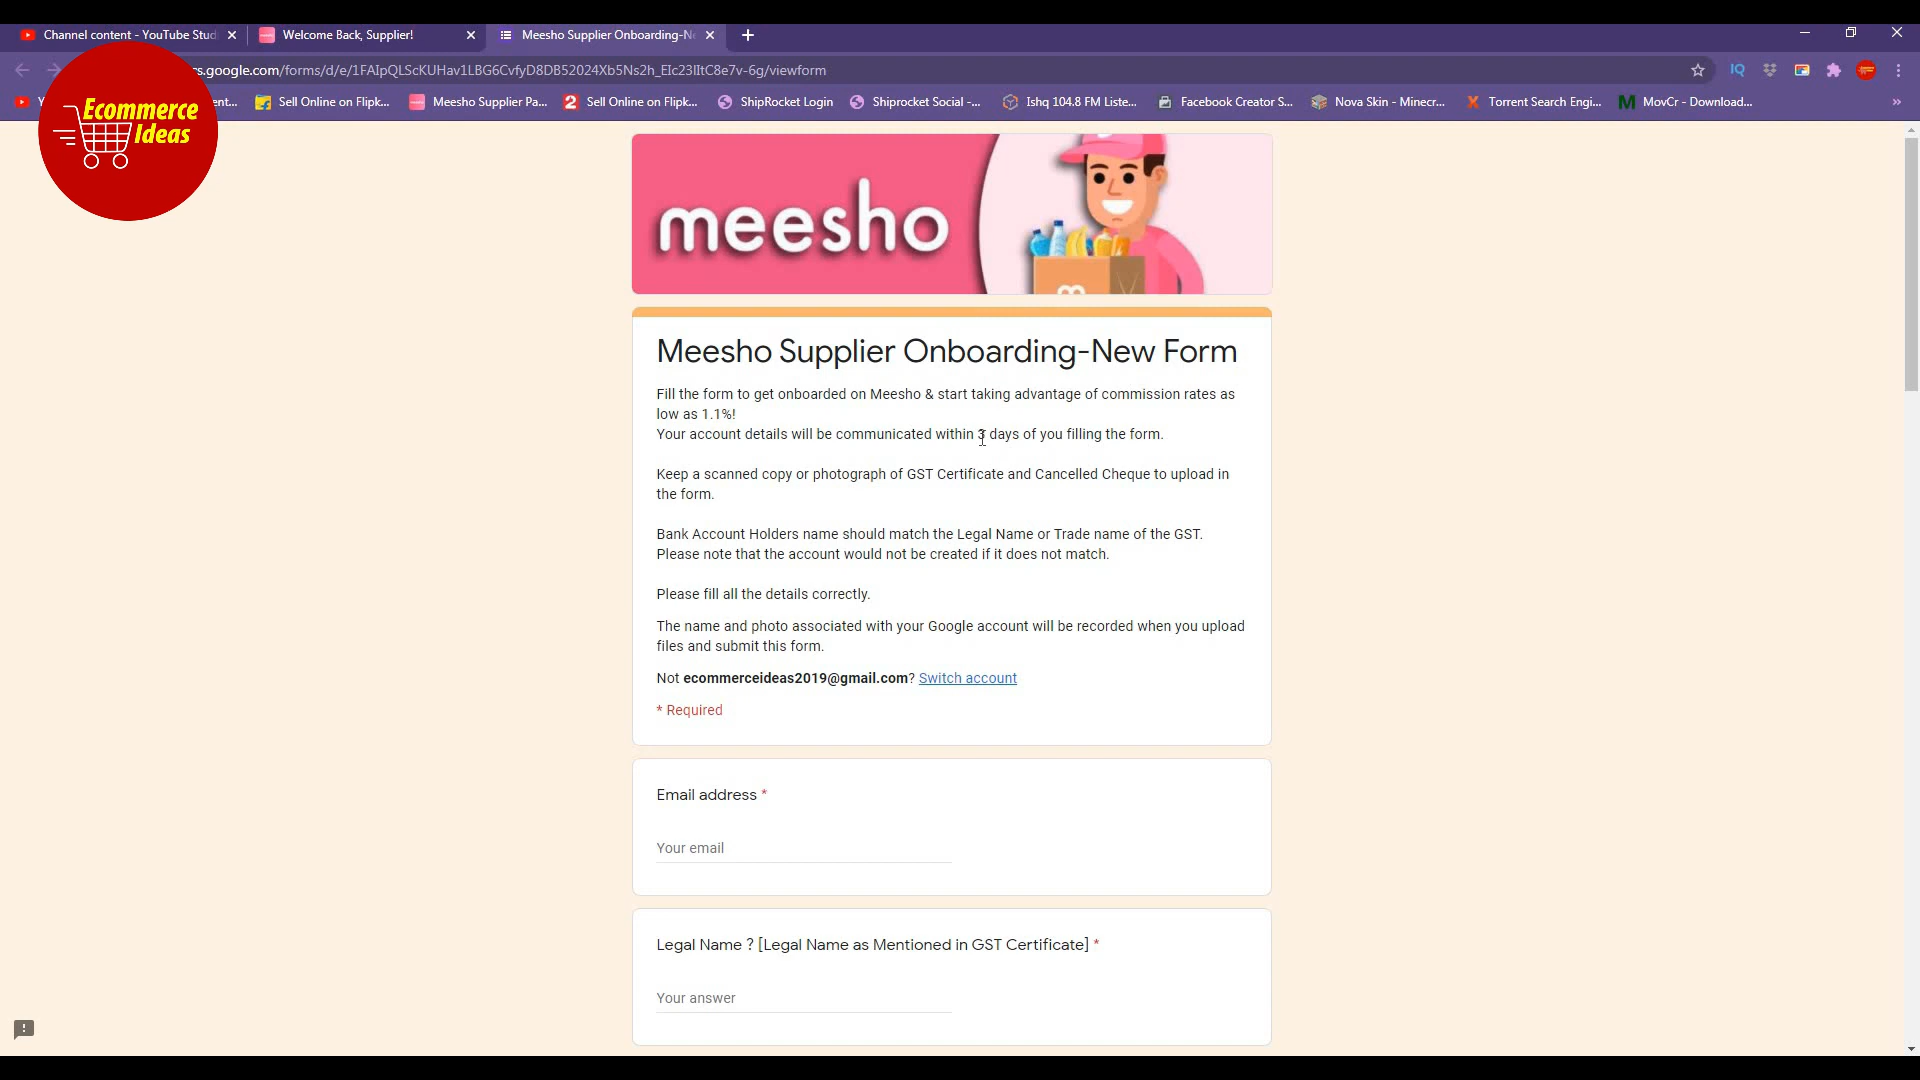 Channel content - YouTube Stud
Welcome Back, Supplier!
Meesho Supplier Onboarding-Ne
s.google.com/forms/d/e/1FAIpQLScKUHav1LBG6CvfyD8DB52024Xb5Ns2h_EIc23lItC8e7v-6g/viewform
Sell Online on Flipk...
Meesho Supplier Pa...
Sell Online on Flipk...
ShipRocket Login
Shiprocket Social -...
Ishq 104.8 FM Liste...
Facebook Creator S...
Nova Skin - Minecr...
Torrent Search Engi...
MovCr - Download...
Ecommerce
Ideas
meesho
Meesho Supplier Onboarding-New Form
Fill the form to get onboarded on Meesho & start taking advantage of commission rates as
low as 1.1%!
Your account details will be communicated within 3 days of you filling the form.
Keep a scanned copy or photograph of GST Certificate and Cancelled Cheque to upload in
the form.
Bank Account Holders name should match the Legal Name or Trade name of the GST.
Please note that the account would not be created if it does not match.
Please fill all the details correctly.
The name and photo associated with your Google account will be recorded when you upload
files and submit this form.
Not ecommerceideas2019@gmail.com? Switch account
* Required
Email address *
Your email
Legal Name ? [Legal Name as Mentioned in GST Certificate] *
Your answer